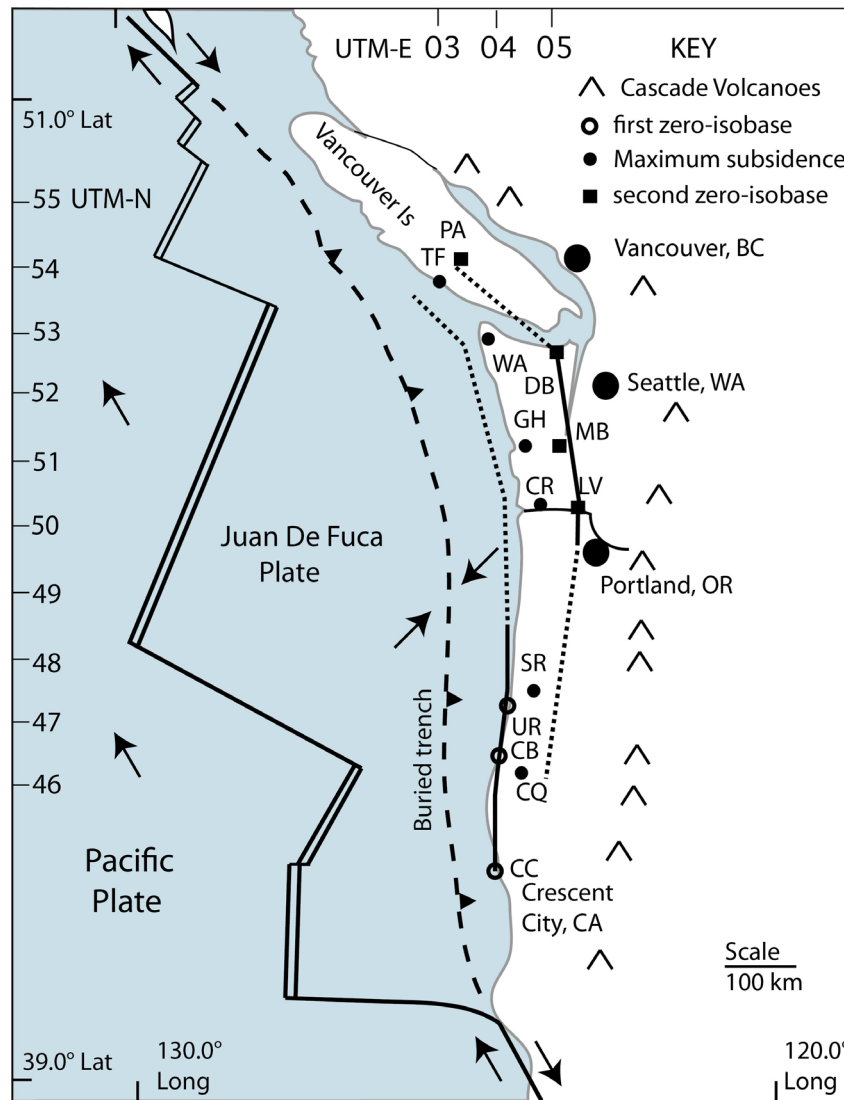 UTM-E 03 04 05 KEY
Cascade Volcanoes
first zero-isobase
Maximum subsidence
second zero-isobase
51.0° Lat
55
UTM-N
Vancouver Is
PA
TF
Vancouver, BC
54
53
WA
52
DB
Seattle, WA
GH
MB
51
CR
LV
50
Juan De Fuca
Plate
Portland, OR
49
48
SR
47
UR
Buried trench
CB
46
CQ
Pacific
Plate
CC
Crescent
City, CA
Scale
100 km
39.0° Lat
130.0°
Long
120.0°
Long